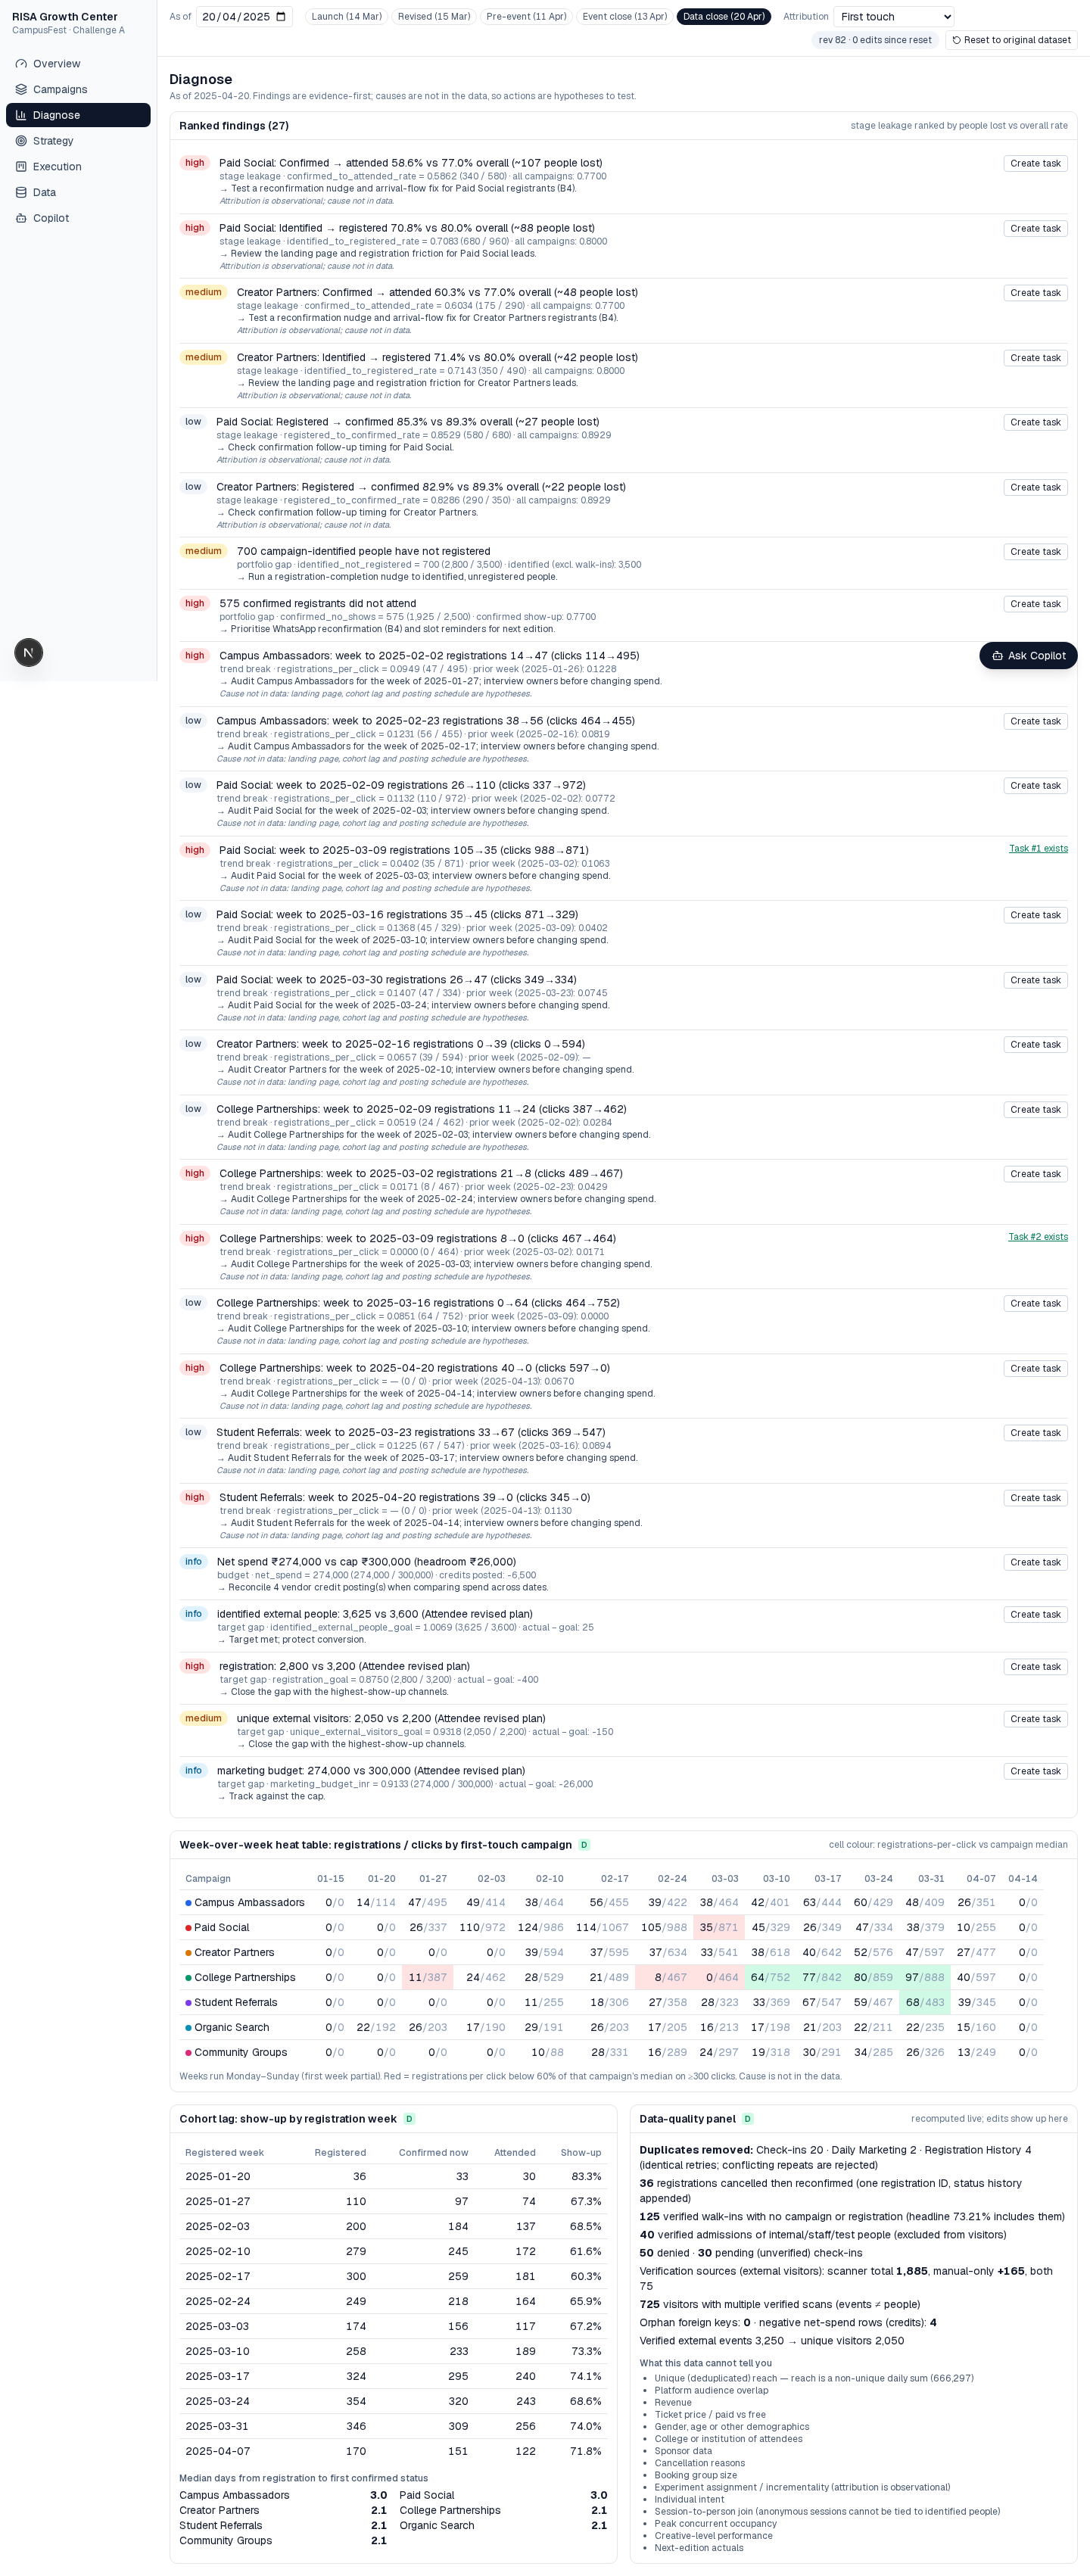 RISA Growth Center
CampusFest · Challenge A
Overview
Campaigns
Diagnose
Strategy
Execution
Data
Copilot
As of 20/04/2025 Launch (14 Mar) Revised (15 Mar) Pre-event (11 Apr) Event close (13 Apr) Data close (20 Apr) Attribution First touch
rev 82 · 0 edits since reset Reset to original dataset
Diagnose
As of 2025-04-20. Findings are evidence-first; causes are not in the data, so actions are hypotheses to test.
Ranked findings (27) stage leakage ranked by people lost vs overall rate
high Paid Social: Confirmed → attended 58.6% vs 77.0% overall (~107 people lost) Create task
stage leakage · confirmed_to_attended_rate = 0.5862 (340 / 580) · all campaigns: 0.7700
→ Test a reconfirmation nudge and arrival-flow fix for Paid Social registrants (B4).
Attribution is observational; cause not in data.
high Paid Social: Identified → registered 70.8% vs 80.0% overall (~88 people lost) Create task
stage leakage · identified_to_registered_rate = 0.7083 (680 / 960) · all campaigns: 0.8000
→ Review the landing page and registration friction for Paid Social leads.
Attribution is observational; cause not in data.
medium Creator Partners: Confirmed → attended 60.3% vs 77.0% overall (~48 people lost) Create task
stage leakage · confirmed_to_attended_rate = 0.6034 (175 / 290) · all campaigns: 0.7700
→ Test a reconfirmation nudge and arrival-flow fix for Creator Partners registrants (B4).
Attribution is observational; cause not in data.
medium Creator Partners: Identified → registered 71.4% vs 80.0% overall (~42 people lost) Create task
stage leakage · identified_to_registered_rate = 0.7143 (350 / 490) · all campaigns: 0.8000
→ Review the landing page and registration friction for Creator Partners leads.
Attribution is observational; cause not in data.
low Paid Social: Registered → confirmed 85.3% vs 89.3% overall (~27 people lost) Create task
stage leakage · registered_to_confirmed_rate = 0.8529 (580 / 680) · all campaigns: 0.8929
→ Check confirmation follow-up timing for Paid Social.
Attribution is observational; cause not in data.
low Creator Partners: Registered → confirmed 82.9% vs 89.3% overall (~22 people lost) Create task
stage leakage · registered_to_confirmed_rate = 0.8286 (290 / 350) · all campaigns: 0.8929
→ Check confirmation follow-up timing for Creator Partners.
Attribution is observational; cause not in data.
medium 700 campaign-identified people have not registered Create task
portfolio gap · identified_not_registered = 700 (2,800 / 3,500) · identified (excl. walk-ins): 3,500
→ Run a registration-completion nudge to identified, unregistered people.
high 575 confirmed registrants did not attend Create task
portfolio gap · confirmed_no_shows = 575 (1,925 / 2,500) · confirmed show-up: 0.7700
→ Prioritise WhatsApp reconfirmation (B4) and slot reminders for next edition.
high Campus Ambassadors: week to 2025-02-02 registrations 14→47 (clicks 114→495) Ask Copilot
trend break · registrations_per_click = 0.0949 (47 / 495) · prior week (2025-01-26): 0.1228
→ Audit Campus Ambassadors for the week of 2025-01-27; interview owners before changing spend.
Cause not in data: landing page, cohort lag and posting schedule are hypotheses.
low Campus Ambassadors: week to 2025-02-23 registrations 38→56 (clicks 464→455) Create task
trend break · registrations_per_click = 0.1231 (56 / 455) · prior week (2025-02-16): 0.0819
→ Audit Campus Ambassadors for the week of 2025-02-17; interview owners before changing spend.
Cause not in data: landing page, cohort lag and posting schedule are hypotheses.
low Paid Social: week to 2025-02-09 registrations 26→110 (clicks 337→972) Create task
trend break · registrations_per_click = 0.1132 (110 / 972) · prior week (2025-02-02): 0.0772
→ Audit Paid Social for the week of 2025-02-03; interview owners before changing spend.
Cause not in data: landing page, cohort lag and posting schedule are hypotheses.
high Paid Social: week to 2025-03-09 registrations 105→35 (clicks 988→871) Task #1 exists
trend break · registrations_per_click = 0.0402 (35 / 871) · prior week (2025-03-02): 0.1063
→ Audit Paid Social for the week of 2025-03-03; interview owners before changing spend.
Cause not in data: landing page, cohort lag and posting schedule are hypotheses.
low Paid Social: week to 2025-03-16 registrations 35→45 (clicks 871→329) Create task
trend break · registrations_per_click = 0.1368 (45 / 329) · prior week (2025-03-09): 0.0402
→ Audit Paid Social for the week of 2025-03-10; interview owners before changing spend.
Cause not in data: landing page, cohort lag and posting schedule are hypotheses.
low Paid Social: week to 2025-03-30 registrations 26→47 (clicks 349→334) Create task
trend break · registrations_per_click = 0.1407 (47 / 334) · prior week (2025-03-23): 0.0745
→ Audit Paid Social for the week of 2025-03-24; interview owners before changing spend.
Cause not in data: landing page, cohort lag and posting schedule are hypotheses.
low Creator Partners: week to 2025-02-16 registrations 0→39 (clicks 0→594) Create task
trend break · registrations_per_click = 0.0657 (39 / 594) · prior week (2025-02-09): —
→ Audit Creator Partners for the week of 2025-02-10; interview owners before changing spend.
Cause not in data: landing page, cohort lag and posting schedule are hypotheses.
low College Partnerships: week to 2025-02-09 registrations 11→24 (clicks 387→462) Create task
trend break · registrations_per_click = 0.0519 (24 / 462) · prior week (2025-02-02): 0.0284
→ Audit College Partnerships for the week of 2025-02-03; interview owners before changing spend.
Cause not in data: landing page, cohort lag and posting schedule are hypotheses.
high College Partnerships: week to 2025-03-02 registrations 21→8 (clicks 489→467) Create task
trend break · registrations_per_click = 0.0171 (8 / 467) · prior week (2025-02-23): 0.0429
→ Audit College Partnerships for the week of 2025-02-24; interview owners before changing spend.
Cause not in data: landing page, cohort lag and posting schedule are hypotheses.
high College Partnerships: week to 2025-03-09 registrations 8→0 (clicks 467→464) Task #2 exists
trend break · registrations_per_click = 0.0000 (0 / 464) · prior week (2025-03-02): 0.0171
→ Audit College Partnerships for the week of 2025-03-03; interview owners before changing spend.
Cause not in data: landing page, cohort lag and posting schedule are hypotheses.
low College Partnerships: week to 2025-03-16 registrations 0→64 (clicks 464→752) Create task
trend break · registrations_per_click = 0.0851 (64 / 752) · prior week (2025-03-09): 0.0000
→ Audit College Partnerships for the week of 2025-03-10; interview owners before changing spend.
Cause not in data: landing page, cohort lag and posting schedule are hypotheses.
high College Partnerships: week to 2025-04-20 registrations 40→0 (clicks 597→0) Create task
trend break · registrations_per_click = — (0 / 0) · prior week (2025-04-13): 0.0670
→ Audit College Partnerships for the week of 2025-04-14; interview owners before changing spend.
Cause not in data: landing page, cohort lag and posting schedule are hypotheses.
low Student Referrals: week to 2025-03-23 registrations 33→67 (clicks 369→547) Create task
trend break · registrations_per_click = 0.1225 (67 / 547) · prior week (2025-03-16): 0.0894
→ Audit Student Referrals for the week of 2025-03-17; interview owners before changing spend.
Cause not in data: landing page, cohort lag and posting schedule are hypotheses.
high Student Referrals: week to 2025-04-20 registrations 39→0 (clicks 345→0) Create task
trend break · registrations_per_click = — (0 / 0) · prior week (2025-04-13): 0.1130
→ Audit Student Referrals for the week of 2025-04-14; interview owners before changing spend.
Cause not in data: landing page, cohort lag and posting schedule are hypotheses.
info Net spend ₹274,000 vs cap ₹300,000 (headroom ₹26,000) Create task
budget · net_spend = 274,000 (274,000 / 300,000) · credits posted: -6,500
→ Reconcile 4 vendor credit posting(s) when comparing spend across dates.
info identified external people: 3,625 vs 3,600 (Attendee revised plan) Create task
target gap · identified_external_people_goal = 1.0069 (3,625 / 3,600) · actual − goal: 25
→ Target met; protect conversion.
high registration: 2,800 vs 3,200 (Attendee revised plan) Create task
target gap · registration_goal = 0.8750 (2,800 / 3,200) · actual − goal: -400
→ Close the gap with the highest-show-up channels.
medium unique external visitors: 2,050 vs 2,200 (Attendee revised plan) Create task
target gap · unique_external_visitors_goal = 0.9318 (2,050 / 2,200) · actual − goal: -150
→ Close the gap with the highest-show-up channels.
info marketing budget: 274,000 vs 300,000 (Attendee revised plan) Create task
target gap · marketing_budget_inr = 0.9133 (274,000 / 300,000) · actual − goal: -26,000
→ Track against the cap.
Week-over-week heat table: registrations / clicks by first-touch campaign D cell colour: registrations-per-click vs campaign median
Campaign 01-15 01-20 01-27 02-03 02-10 02-17 02-24 03-03 03-10 03-17 03-24 03-31 04-07 04-14
Campus Ambassadors 0/0 14/114 47/495 49/414 38/464 56/455 39/422 38/464 42/401 63/444 60/429 48/409 26/351 0/0
Paid Social 0/0 0/0 26/337 110/972 124/986 114/1067 105/988 35/871 45/329 26/349 47/334 38/379 10/255 0/0
Creator Partners 0/0 0/0 0/0 0/0 39/594 37/595 37/634 33/541 38/618 40/642 52/576 47/597 27/477 0/0
College Partnerships 0/0 0/0 11/387 24/462 28/529 21/489 8/467 0/464 64/752 77/842 80/859 97/888 40/597 0/0
Student Referrals 0/0 0/0 0/0 0/0 11/255 18/306 27/358 28/323 33/369 67/547 59/467 68/483 39/345 0/0
Organic Search 0/0 22/192 26/203 17/190 29/191 26/203 17/205 16/213 17/198 21/203 22/211 22/235 15/160 0/0
Community Groups 0/0 0/0 0/0 0/0 10/88 28/331 16/289 24/297 19/318 30/291 34/285 26/326 13/249 0/0
Weeks run Monday–Sunday (first week partial). Red = registrations per click below 60% of that campaign's median on ≥300 clicks. Cause is not in the data.
Cohort lag: show-up by registration week D
Registered week Registered Confirmed now Attended Show-up
2025-01-20 36 33 30 83.3%
2025-01-27 110 97 74 67.3%
2025-02-03 200 184 137 68.5%
2025-02-10 279 245 172 61.6%
2025-02-17 300 259 181 60.3%
2025-02-24 249 218 164 65.9%
2025-03-03 174 156 117 67.2%
2025-03-10 258 233 189 73.3%
2025-03-17 324 295 240 74.1%
2025-03-24 354 320 243 68.6%
2025-03-31 346 309 256 74.0%
2025-04-07 170 151 122 71.8%
Median days from registration to first confirmed status
Campus Ambassadors 3.0 Paid Social 3.0
Creator Partners 2.1 College Partnerships 2.1
Student Referrals 2.1 Organic Search 2.1
Community Groups 2.1
Data-quality panel D recomputed live; edits show up here
Duplicates removed: Check-ins 20 · Daily Marketing 2 · Registration History 4
(identical retries; conflicting repeats are rejected)
36 registrations cancelled then reconfirmed (one registration ID, status history
appended)
125 verified walk-ins with no campaign or registration (headline 73.21% includes them)
40 verified admissions of internal/staff/test people (excluded from visitors)
50 denied · 30 pending (unverified) check-ins
Verification sources (external visitors): scanner total 1,885, manual-only +165, both
75
725 visitors with multiple verified scans (events ≠ people)
Orphan foreign keys: 0 · negative net-spend rows (credits): 4
Verified external events 3,250 → unique visitors 2,050
What this data cannot tell you
• Unique (deduplicated) reach — reach is a non-unique daily sum (666,297)
• Platform audience overlap
• Revenue
• Ticket price / paid vs free
• Gender, age or other demographics
• College or institution of attendees
• Sponsor data
• Cancellation reasons
• Booking group size
• Experiment assignment / incrementality (attribution is observational)
• Individual intent
• Session-to-person join (anonymous sessions cannot be tied to identified people)
• Peak concurrent occupancy
• Creative-level performance
• Next-edition actuals